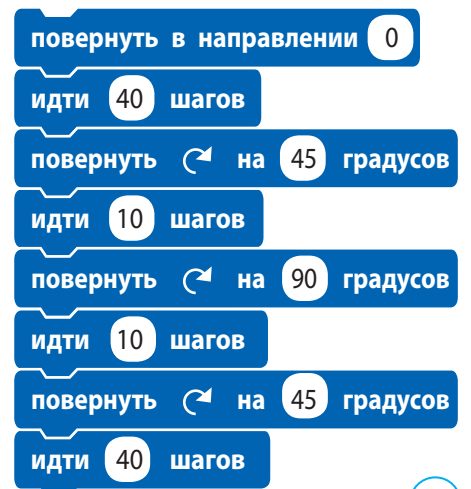 повернуть в направлении 0
идти 40 шагов
повернуть на 45 градусов
идти 10 шагов
повернуть на 90 градусов
идти 10 шагов
повернуть на 45 градусов
идти 40 шагов